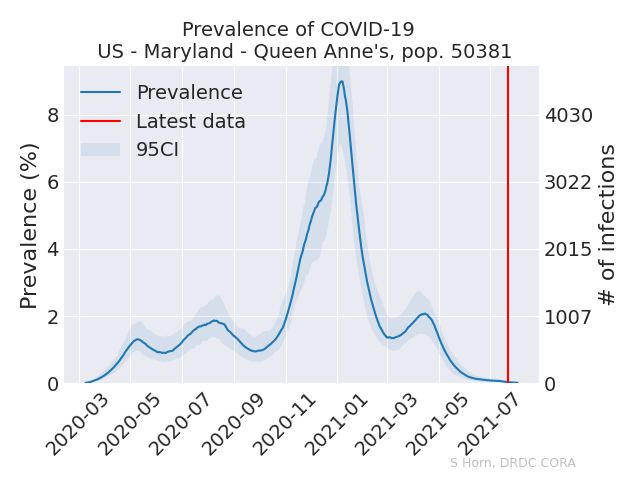 Prevalence of COVID-19
US - Maryland - Queen Anne's, pop. 50381
Prevalence
Latest data
95CI
Prevalence (%)
8
6
4
2
0
4030
3022
2015
1007
0
# of infections
2020-03
2020-05
2020-07
2020-09
2020-11
2021-01
2021-03
2021-05
2021-07
S Horn, DRDC CORA